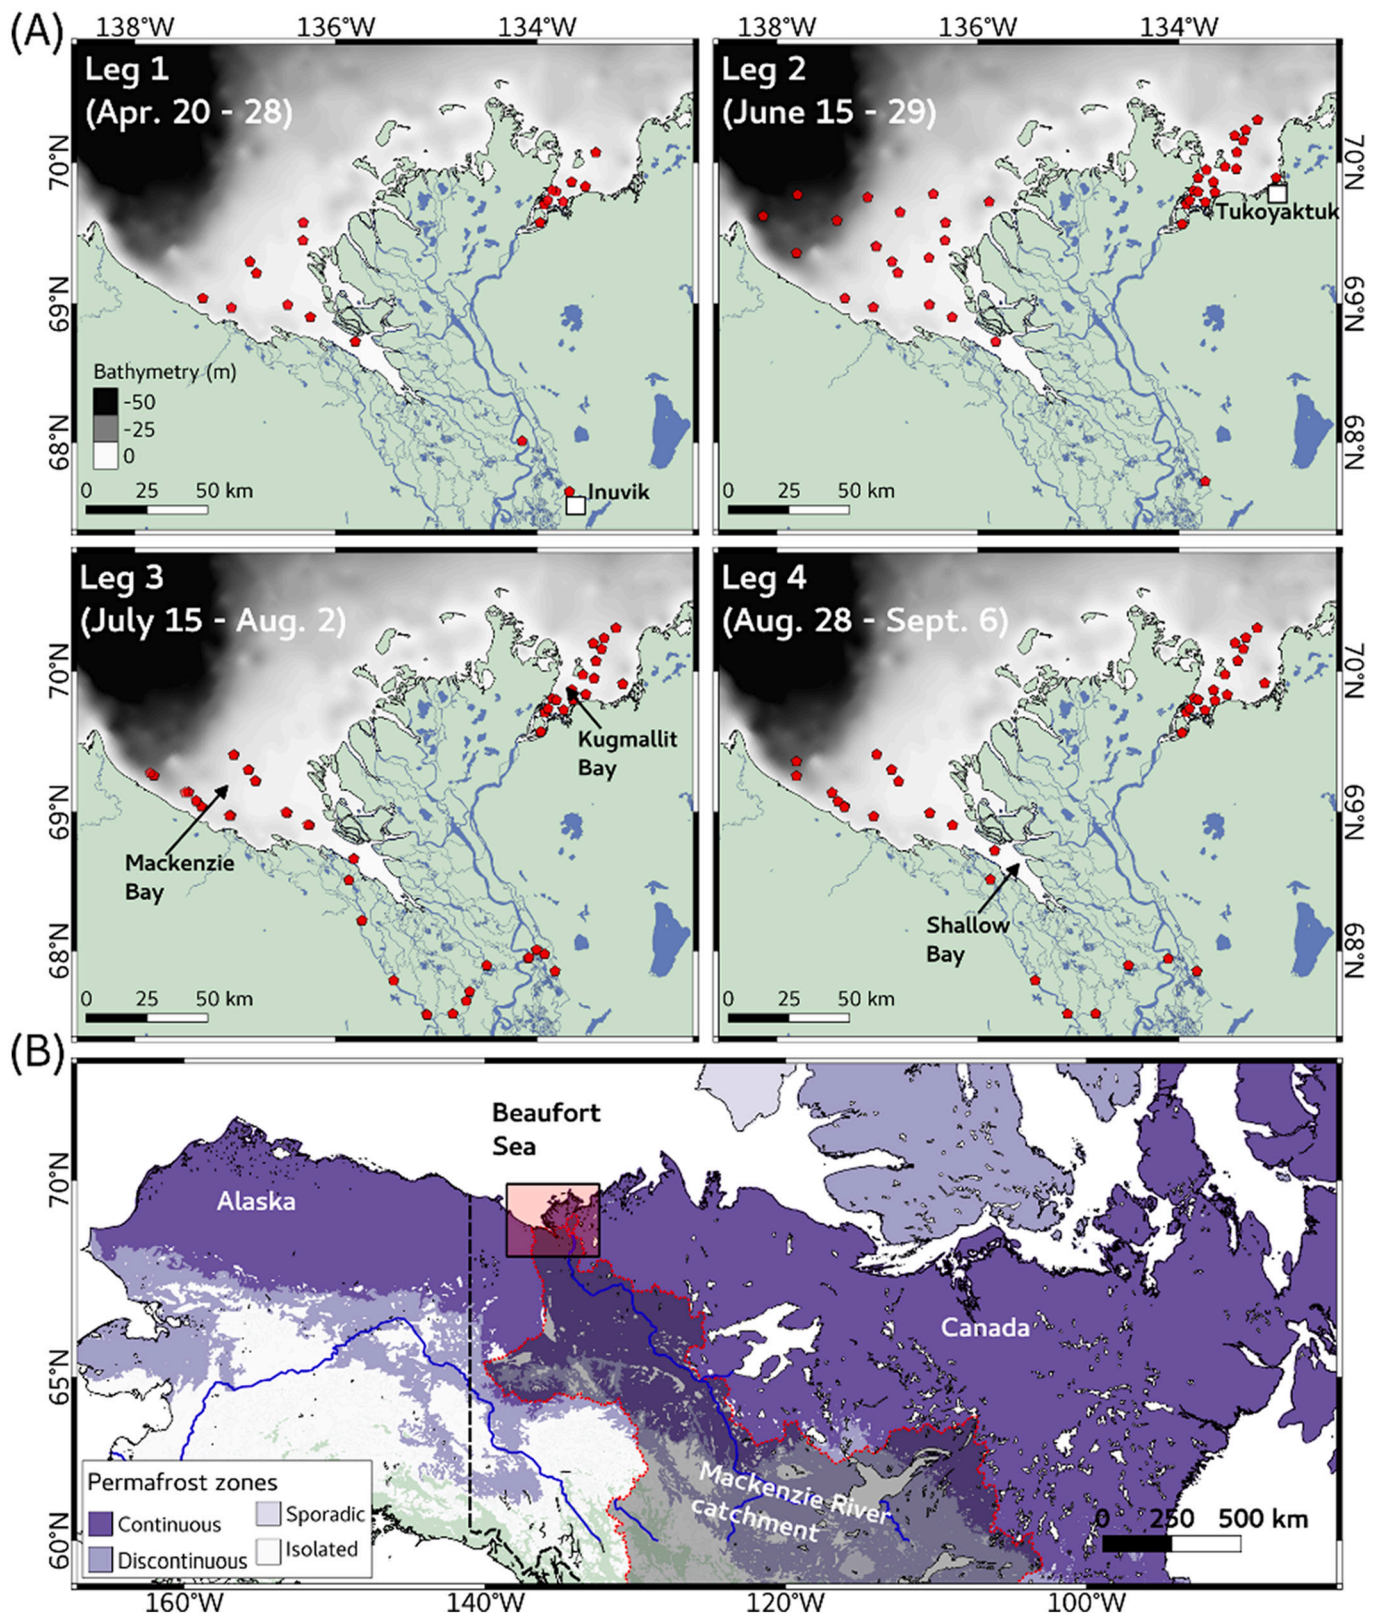 (A)
138°W 136°W 134°W 138°W 136°W 134°W
Leg 1
(Apr. 20 - 28)
Leg 2
(June 15 - 29)
70°N
70°N
Tukoyaktuk
69°N
69°N
Bathymetry (m)
-50
-25
0
68°N
68°N
Inuvik
0 25 50 km
0 25 50 km
Leg 3
(July 15 - Aug. 2)
Leg 4
(Aug. 28 - Sept. 6)
70°N
70°N
Kugmallit
Bay
69°N
69°N
Mackenzie
Bay
Shallow
Bay
68°N
68°N
0 25 50 km
0 25 50 km
(B)
Beaufort
Sea
70°N
Alaska
Canada
65°N
Mackenzie River
catchment
Permafrost zones
Continuous
Discontinuous
Sporadic
Isolated
0 250 500 km
60°N
160°W 140°W 120°W 100°W